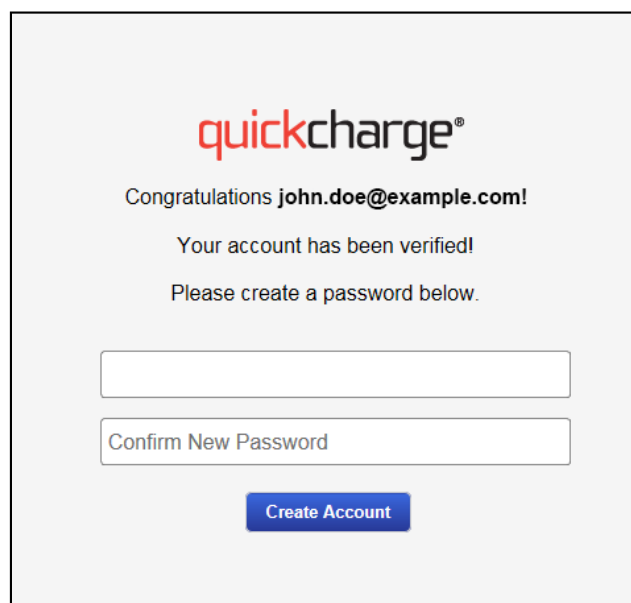 quickcharge®
Congratulations john.doe@example.com!
Your account has been verified!
Please create a password below.
Confirm New Password
Create Account